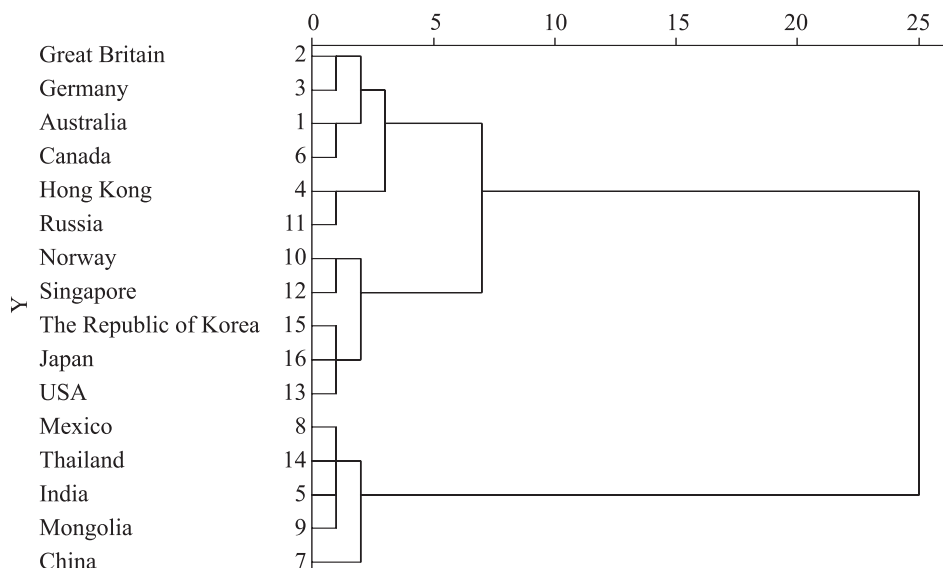 0 5 10 15 20 25
Great Britain 2
Germany 3
Australia 1
Canada 6
Hong Kong 4
Russia 11
Norway 10
Singapore 12
Y
The Republic of Korea 15
Japan 16
USA 13
Mexico 8
Thailand 14
India 5
Mongolia 9
China 7